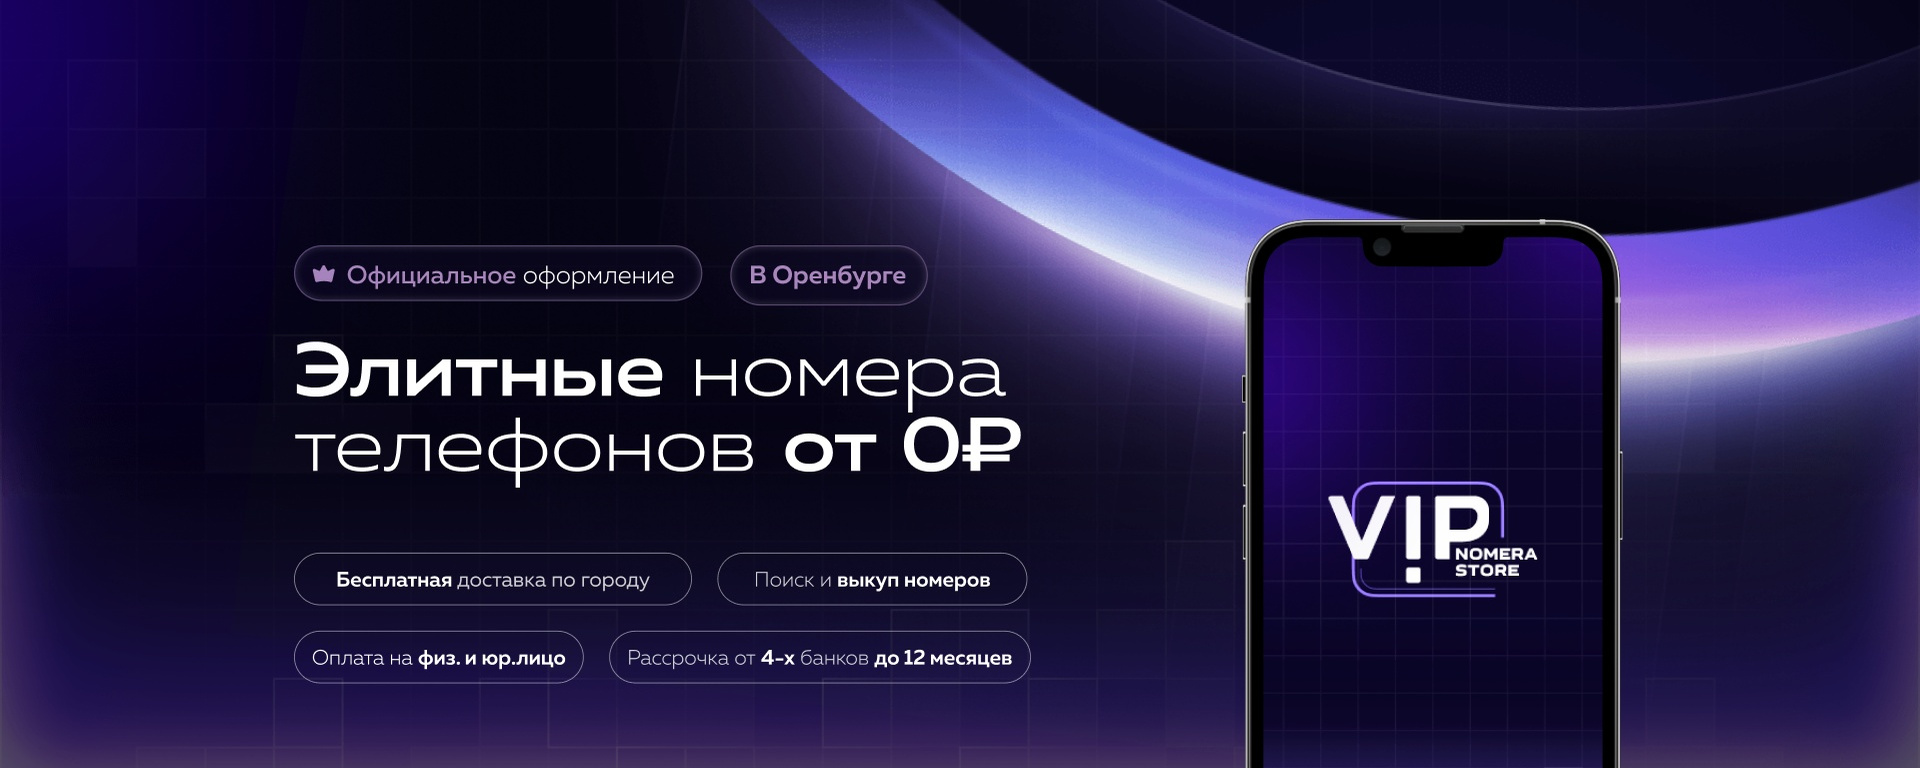 Официальное оформление
В Оренбурге
Элитные номера
телефонов от 0₽
Бесплатная доставка по городу
Поиск и выкуп номеров
Оплата на физ. и юр.лицо
Рассрочка от 4-х банков до 12 месяцев
V!P
NOMERA
STORE